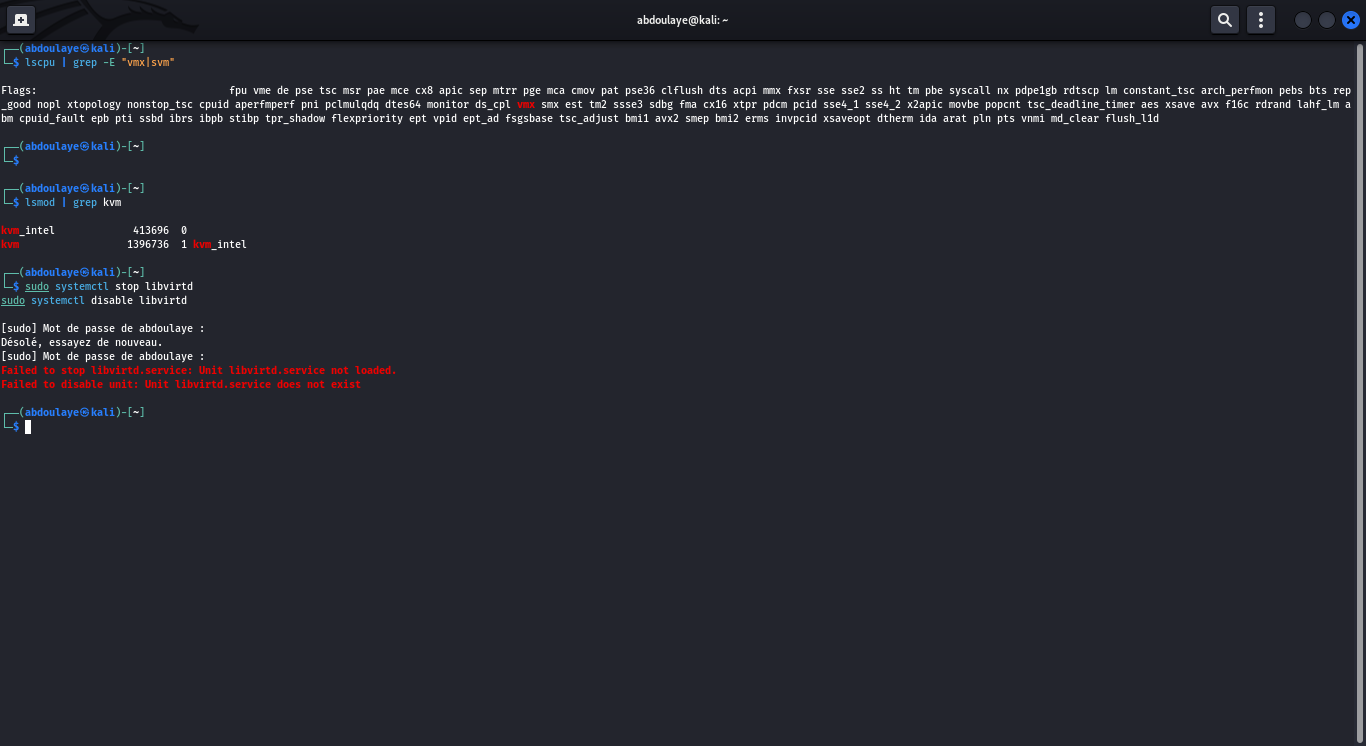 abdoulaye@kali: ~
┌──(abdoulaye㉿kali)-[~]
└─$ lscpu | grep -E "vmx|svm"
Flags:                                fpu vme de pse tsc msr pae mce cx8 apic sep mtrr pge mca cmov pat pse36 clflush dts acpi mmx fxsr sse sse2 ss ht tm pbe syscall nx pdpe1gb rdtscp lm constant_tsc arch_perfmon pebs bts rep
_good nopl xtopology nonstop_tsc cpuid aperfmperf pni pclmulqdq dtes64 monitor ds_cpl vmx smx est tm2 ssse3 sdbg fma cx16 xtpr pdcm pcid sse4_1 sse4_2 x2apic movbe popcnt tsc_deadline_timer aes xsave avx f16c rdrand lahf_lm a
bm cpuid_fault epb pti ssbd ibrs ibpb stibp tpr_shadow flexpriority ept vpid ept_ad fsgsbase tsc_adjust bmi1 avx2 smep bmi2 erms invpcid xsaveopt dtherm ida arat pln pts vnmi md_clear flush_l1d
┌──(abdoulaye㉿kali)-[~]
└─$
┌──(abdoulaye㉿kali)-[~]
└─$ lsmod | grep kvm
kvm_intel             413696  0
kvm                  1396736  1 kvm_intel
┌──(abdoulaye㉿kali)-[~]
└─$ sudo systemctl stop libvirtd
sudo systemctl disable libvirtd
[sudo] Mot de passe de abdoulaye :
Désolé, essayez de nouveau.
[sudo] Mot de passe de abdoulaye :
Failed to stop libvirtd.service: Unit libvirtd.service not loaded.
Failed to disable unit: Unit libvirtd.service does not exist
┌──(abdoulaye㉿kali)-[~]
└─$